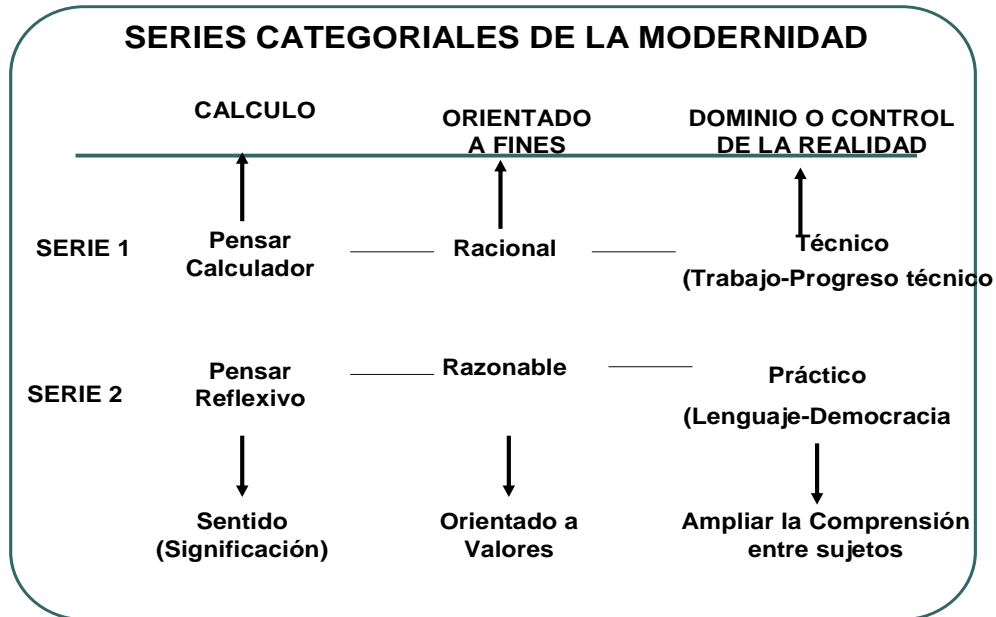 SERIES CATEGORIALES DE LA MODERNIDAD
CALCULO
ORIENTADO
A FINES
DOMINIO O CONTROL
DE LA REALIDAD
SERIE 1
Pensar
Calculador
Racional
Técnico
(Trabajo-Progreso técnico
SERIE 2
Pensar
Reflexivo
Razonable
Práctico
(Lenguaje-Democracia
Sentido
(Significación)
Orientado a
Valores
Ampliar la Comprensión
entre sujetos